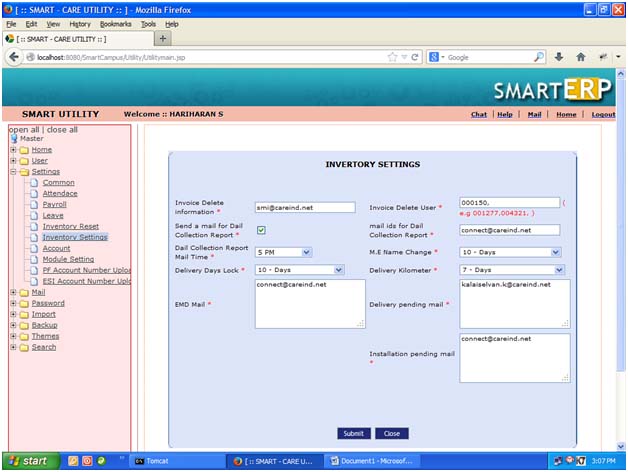 [ :: SMART - CARE UTILITY :: ] - Mozilla Firefox
File Edit View History Bookmarks Tools Help
[ :: SMART - CARE UTILITY :: ]
localhost:8080/SmartCampus/Utility/Utilitymain.jsp
Google
SMARTERP
SMART UTILITY Welcome :: HARIHARAN S Chat | Help | Mail | Home | Logout
open all | close all
Master
Home
User
Settings
Common
Attendace
Payroll
Leave
Inventory Reset
Inventory Settings
Account
Module Setting
PF Account Number Uploa
ESI Account Number Uploa
Mail
Password
Import
Backup
Themes
Search
INVERTORY SETTINGS
Invoice Delete information * smi@careind.net Invoice Delete User * 000150, ( e.g 001277,004321, )
Send a mail for Dail Collection Report * mail ids for Dail Collection Report * connect@careind.net
Dail Collection Report Mail Time * 5 PM M.E Name Change * 10 - Days
Delivery Days Lock * 10 - Days Delivery Kilometer * 7 - Days
EMD Mail * connect@careind.net Delivery pending mail * kalaiselvan.k@careind.net
Installation pending mail * connect@careind.net
Submit Close
start Tomcat [ :: SMART - CARE U... Document1 - Microsof... 3:07 PM